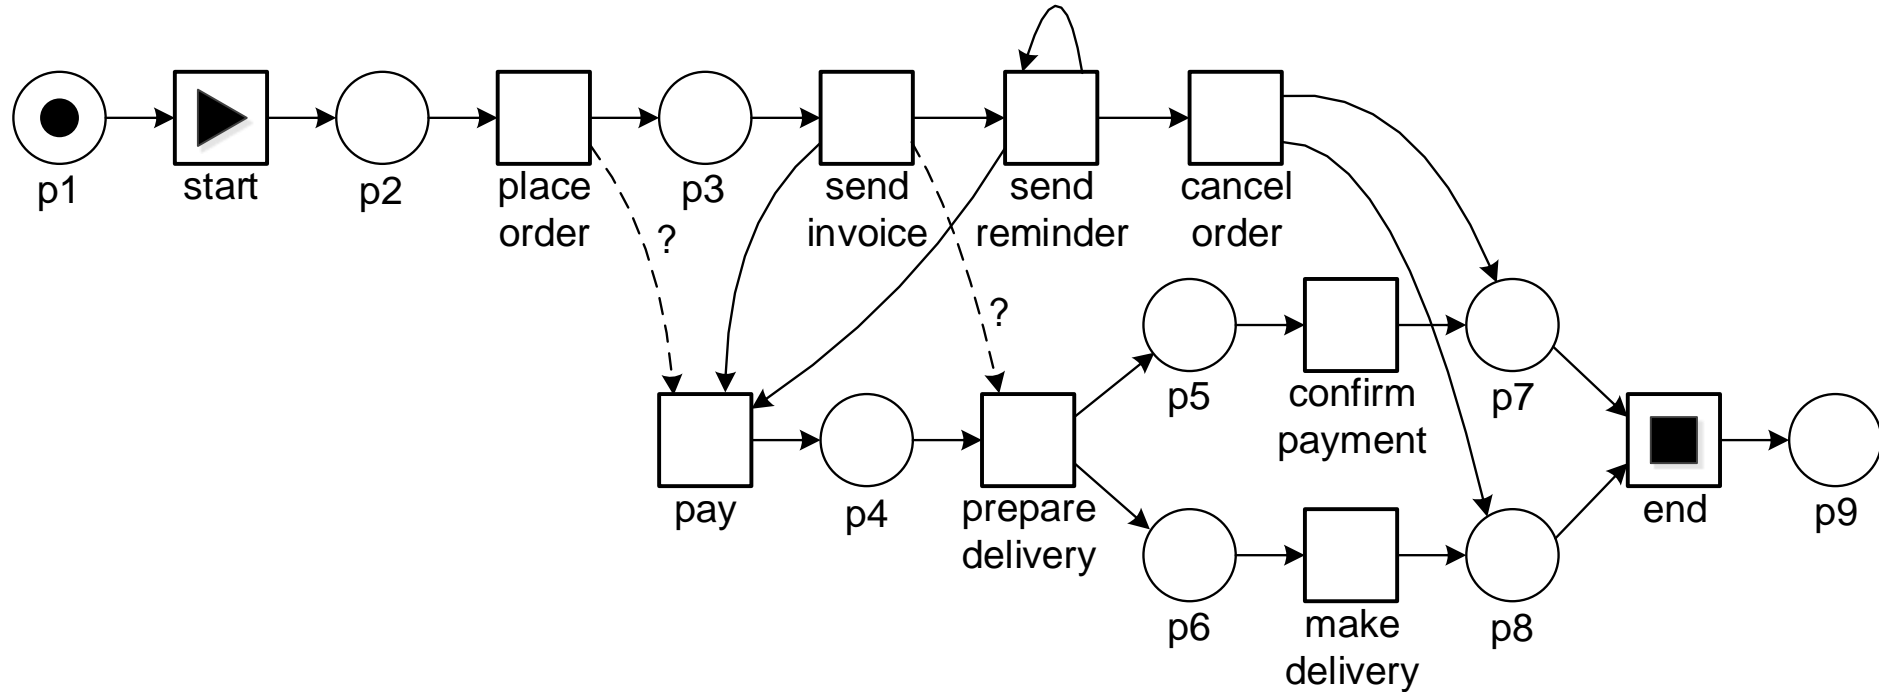 p1
start
p2
place
order
p3
send
invoice
send
reminder
cancel
order
?
?
p5
confirm
payment
p7
pay
p4
prepare
delivery
end
p9
p6
make
delivery
p8